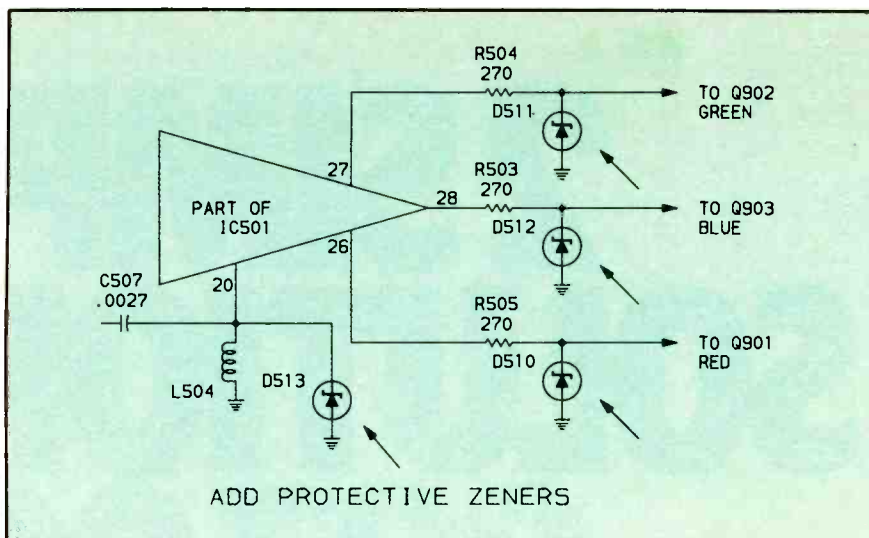 R504
270
D511
TO Q902
GREEN
27
R503
270
D512
TO Q903
BLUE
28
PART OF
IC501
26
20
C507
.0027
R505
270
D510
TO Q901
RED
L504
D513
ADD PROTECTIVE ZENERS